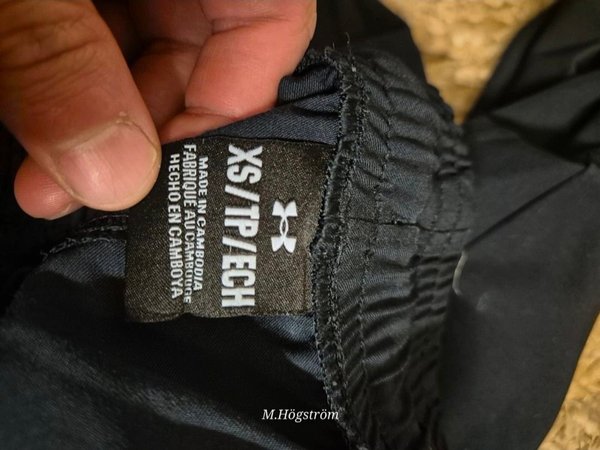 XS/TP/ECH
MADE IN CAMBODIA
FABRIQUÉ AU CAMBODGE
HECHO EN CAMBOYA
M.Högström